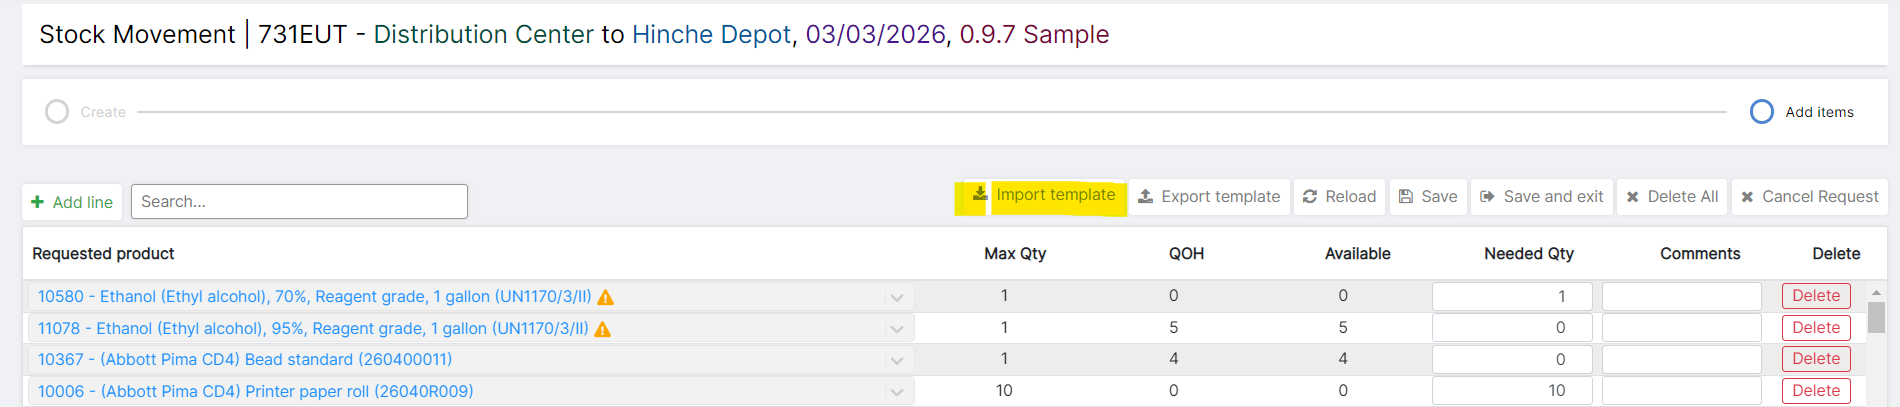 Stock Movement | 731EUT - Distribution Center to Hinche Depot, 03/03/2026, 0.9.7 Sample
Create
Add items
Add line
Search...
Import template
Export template
Reload
Save
Save and exit
Delete All
Cancel Request
Requested product Max Qty QOH Available Needed Qty Comments Delete
10580 - Ethanol (Ethyl alcohol), 70%, Reagent grade, 1 gallon (UN1170/3/II) 1 0 0 1 Delete
11078 - Ethanol (Ethyl alcohol), 95%, Reagent grade, 1 gallon (UN1170/3/II) 1 5 5 0 Delete
10367 - (Abbott Pima CD4) Bead standard (260400011) 1 4 4 0 Delete
10006 - (Abbott Pima CD4) Printer paper roll (26040R009) 10 0 0 10 Delete